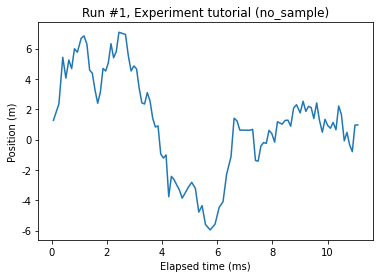 Run #1, Experiment tutorial (no_sample)
Position (m)
6
4
2
0
-2
-4
-6
0 2 4 6 8 10
Elapsed time (ms)